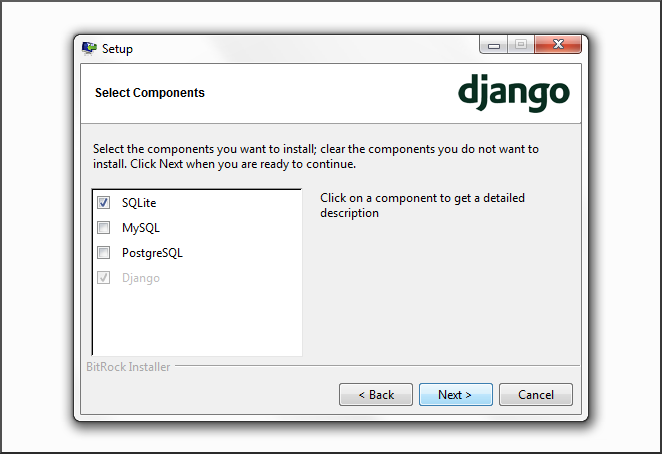 Setup
Select Components
django
Select the components you want to install; clear the components you do not want to
install. Click Next when you are ready to continue.
SQLite
MySQL
PostgreSQL
Django
Click on a component to get a detailed
description
BitRock Installer
< Back
Next >
Cancel